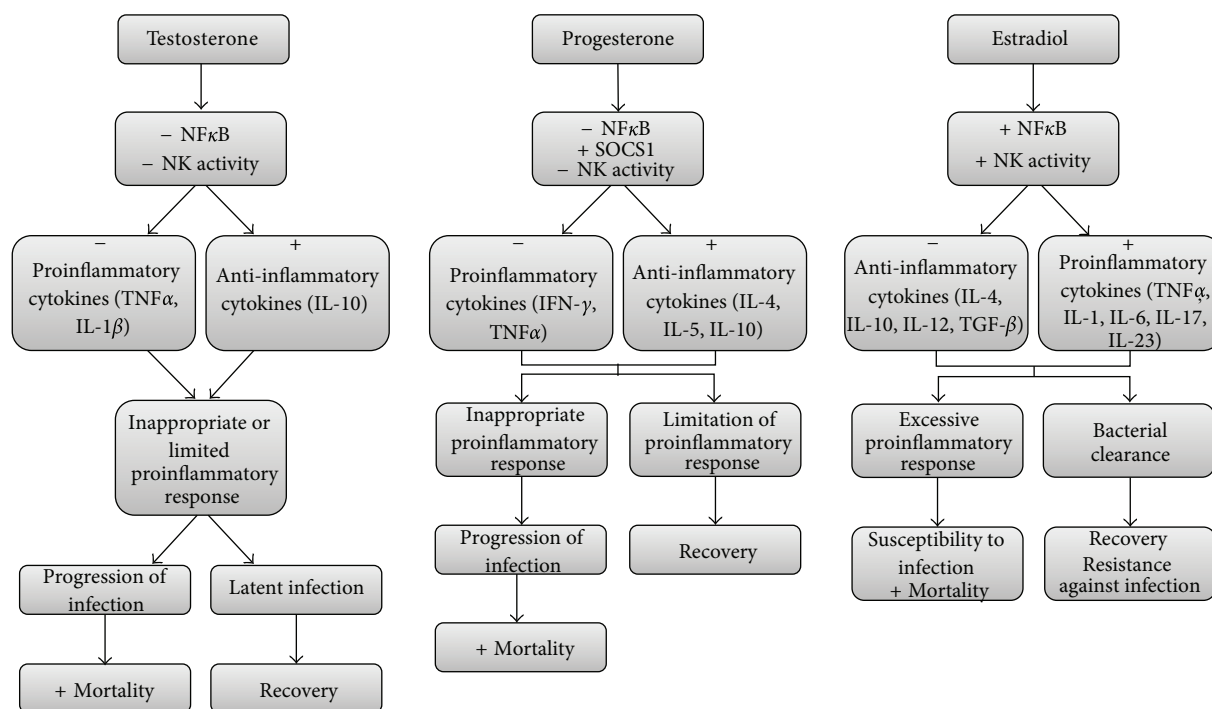 Testosterone
− NFκB
− NK activity
−
Proinflammatory
cytokines (TNFα,
IL-1β)
+
Anti-inflammatory
cytokines (IL-10)
Inappropriate or
limited
proinflammatory
response
Progression of
infection
Latent infection
+ Mortality
Recovery
Progesterone
− NFκB
+ SOCS1
− NK activity
−
Proinflammatory
cytokines (IFN-γ,
TNFα)
+
Anti-inflammatory
cytokines (IL-4,
IL-5, IL-10)
Inappropriate
proinflammatory
response
Limitation of
proinflammatory
response
Progression of
infection
Recovery
+ Mortality
Estradiol
+ NFκB
+ NK activity
−
Anti-inflammatory
cytokines (IL-4,
IL-10, IL-12, TGF-β)
+
Proinflammatory
cytokines (TNFα,
IL-1, IL-6, IL-17,
IL-23)
Excessive
proinflammatory
response
Bacterial
clearance
Susceptibility to
infection
+ Mortality
Recovery
Resistance
against infection